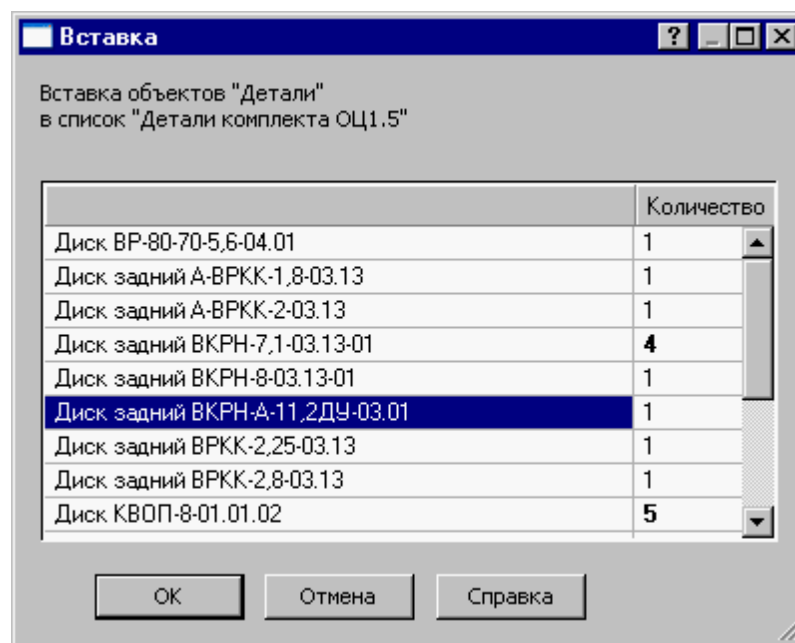 Вставка
Вставка объектов "Детали"
в список "Детали комплекта ОЦ1.5"
Количество
Диск ВР-80-70-5,6-04.01 1
Диск задний А-ВРКК-1,8-03.13 1
Диск задний А-ВРКК-2-03.13 1
Диск задний ВКРН-7,1-03.13-01 4
Диск задний ВКРН-8-03.13-01 1
Диск задний ВКРН-А-11,2ДУ-03.01 1
Диск задний ВРКК-2,25-03.13 1
Диск задний ВРКК-2,8-03.13 1
Диск КВОП-8-01.01.02 5
ОК Отмена Справка